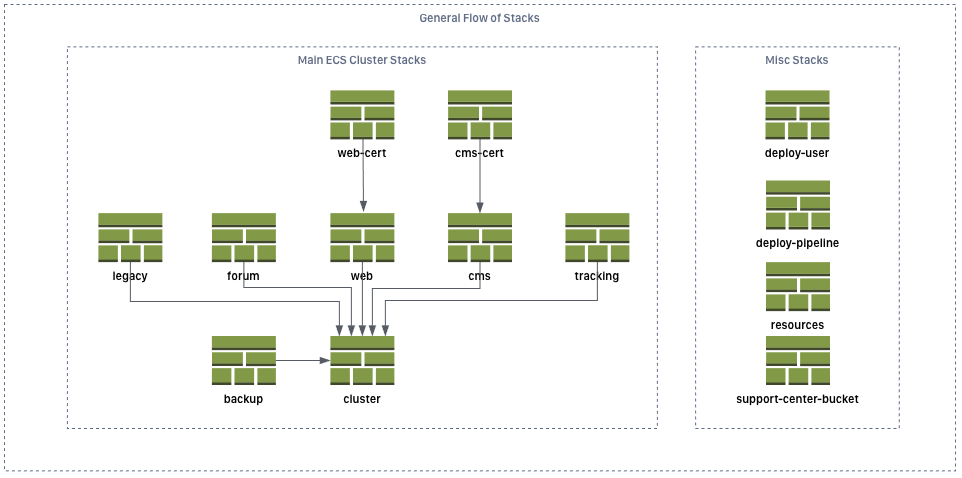 General Flow of Stacks
Main ECS Cluster Stacks
Misc Stacks
web-cert
cms-cert
deploy-user
deploy-pipeline
legacy
forum
web
cms
tracking
resources
backup
cluster
support-center-bucket